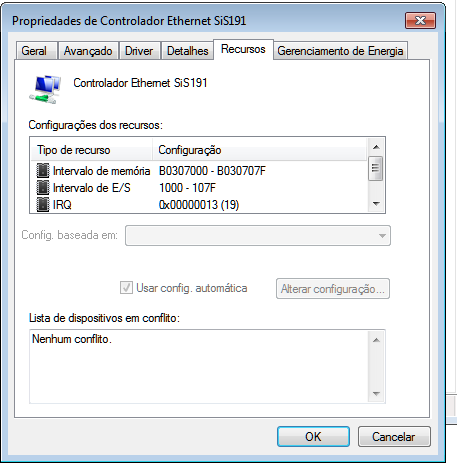 Propriedades de Controlador Ethernet SiS191
Geral Avançado Driver Detalhes Recursos Gerenciamento de Energia
Controlador Ethernet SiS191
Configurações dos recursos:
Tipo de recurso Configuração
Intervalo de memória B0307000 - B030707F
Intervalo de E/S 1000 - 107F
IRQ 0x00000013 (19)
Config. baseada em:
Usar config. automática Alterar configuração...
Lista de dispositivos em conflito:
Nenhum conflito.
OK Cancelar